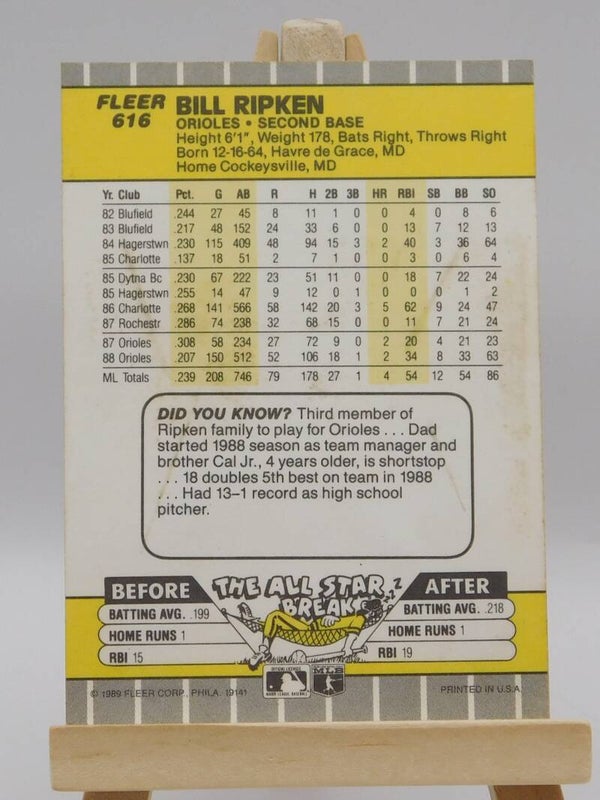 FLEER
616
BILL RIPKEN
ORIOLES • SECOND BASE
Height 6'1", Weight 178, Bats Right, Throws Right
Born 12-16-64, Havre de Grace, MD
Home Cockeysville, MD
Yr. Club Pct. G AB R H 2B 3B HR RBI SB BB SO
82 Blufield .244 27 45 8 11 1 0 0 4 0 8 6
83 Blufield .217 48 152 24 33 6 0 0 13 7 12 13
84 Hagerstwn .230 115 409 48 94 15 3 2 40 3 36 64
85 Charlotte .137 18 51 2 7 1 0 0 3 0 6 4
85 Dytna Bc .230 67 222 23 51 11 0 0 18 7 22 24
85 Hagerstwn .255 14 47 9 12 0 1 0 0 0 1 2
86 Charlotte .268 141 566 58 142 20 3 5 62 9 24 47
87 Rochestr .286 74 238 32 68 15 0 0 11 7 21 24
87 Orioles .308 58 234 27 72 9 0 2 20 4 21 23
88 Orioles .207 150 512 52 106 18 1 2 34 8 33 63
ML Totals .239 208 746 79 178 27 1 4 54 12 54 86
DID YOU KNOW? Third member of
Ripken family to play for Orioles . . . Dad
started 1988 season as team manager and
brother Cal Jr., 4 years older, is shortstop
. . . 18 doubles 5th best on team in 1988
. . . Had 13–1 record as high school
pitcher.
BEFORE THE ALL STAR BREAK AFTER
BATTING AVG. .199
HOME RUNS 1
RBI 15
BATTING AVG. .218
HOME RUNS 1
RBI 19
zzz
MLB
© 1989 FLEER CORP., PHILA. 19141
PRINTED IN U.S.A.